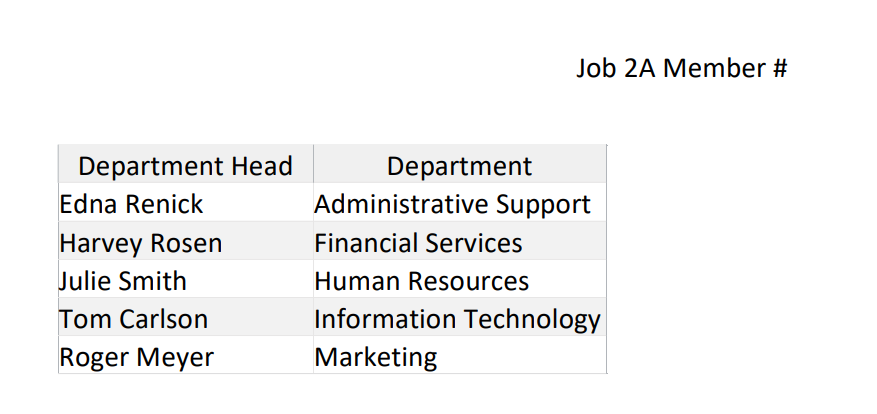 Job 2A Member #
Department Head Department
Edna Renick Administrative Support
Harvey Rosen Financial Services
Julie Smith Human Resources
Tom Carlson Information Technology
Roger Meyer Marketing